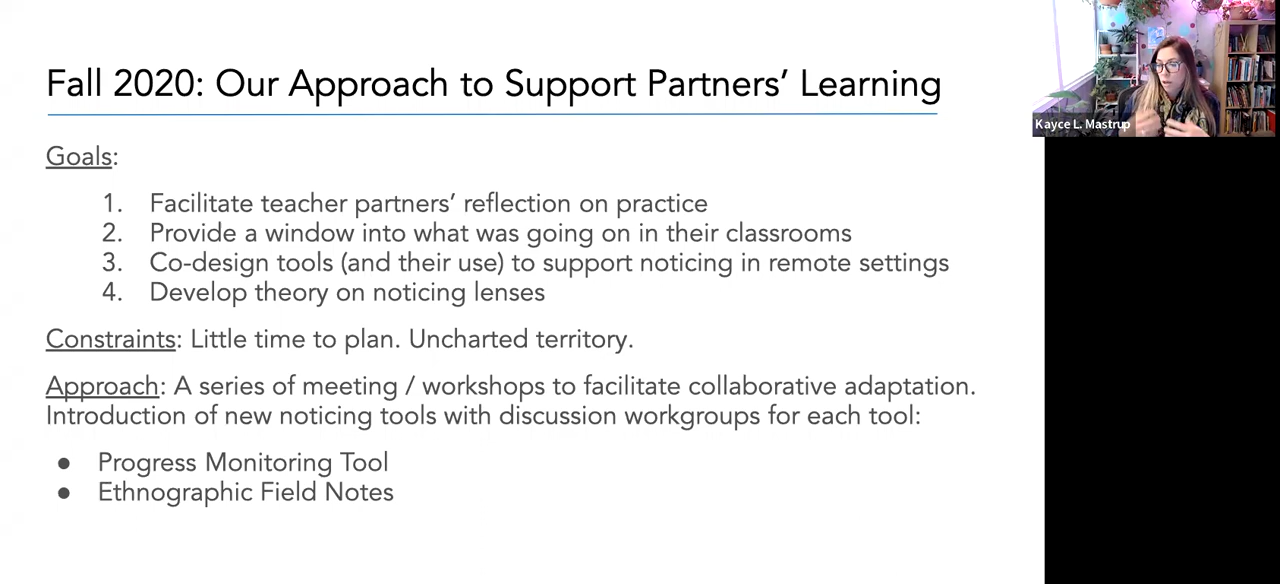 Fall 2020: Our Approach to Support Partners’ Learning
Kayce L. Mastrup
Goals:
1. Facilitate teacher partners’ reflection on practice
2. Provide a window into what was going on in their classrooms
3. Co-design tools (and their use) to support noticing in remote settings
4. Develop theory on noticing lenses
Constraints: Little time to plan. Uncharted territory.
Approach: A series of meeting / workshops to facilitate collaborative adaptation.
Introduction of new noticing tools with discussion workgroups for each tool:
● Progress Monitoring Tool
● Ethnographic Field Notes